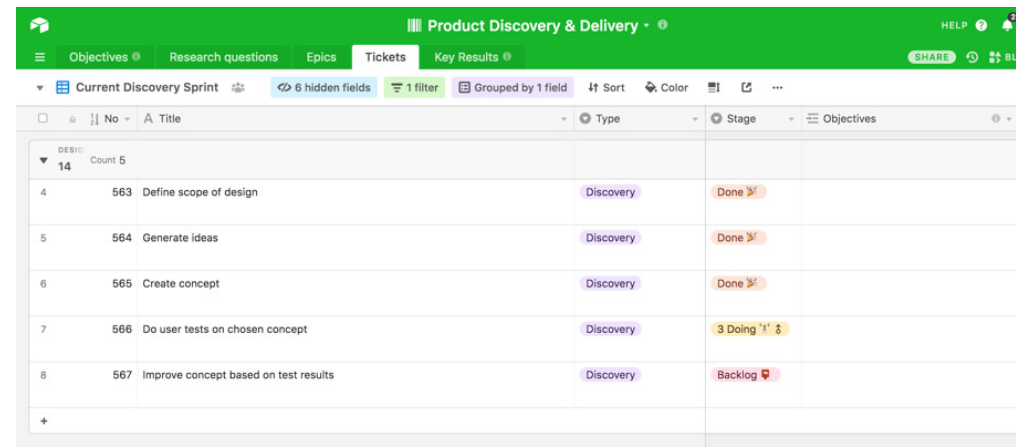 Product Discovery & Delivery
HELP
2
Objectives Research questions Epics Tickets Key Results
SHARE BL
Current Discovery Sprint 6 hidden fields 1 filter Grouped by 1 field Sort Color ...
No A Title Type Stage Objectives
DESIG
14 Count 5
4 563 Define scope of design Discovery Done 🎉
5 564 Generate ideas Discovery Done 🎉
6 565 Create concept Discovery Done 🎉
7 566 Do user tests on chosen concept Discovery 3 Doing
8 567 Improve concept based on test results Discovery Backlog
+